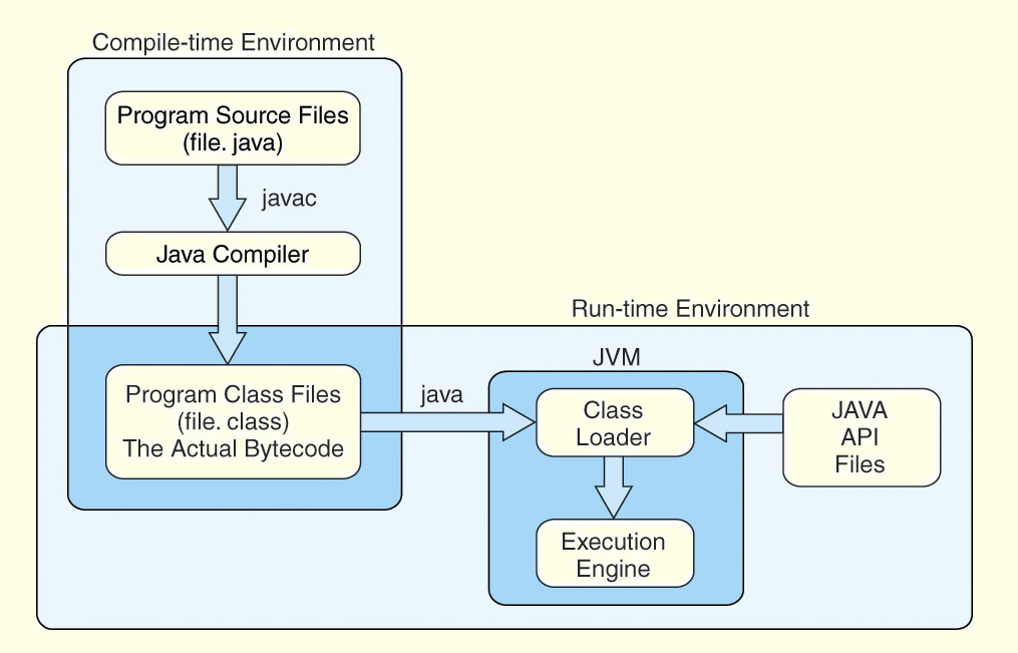 Compile-time Environment
Program Source Files
(file. java)
javac
Java Compiler
Run-time Environment
Program Class Files
(file. class)
The Actual Bytecode
java
JVM
Class
Loader
JAVA
API
Files
Execution
Engine